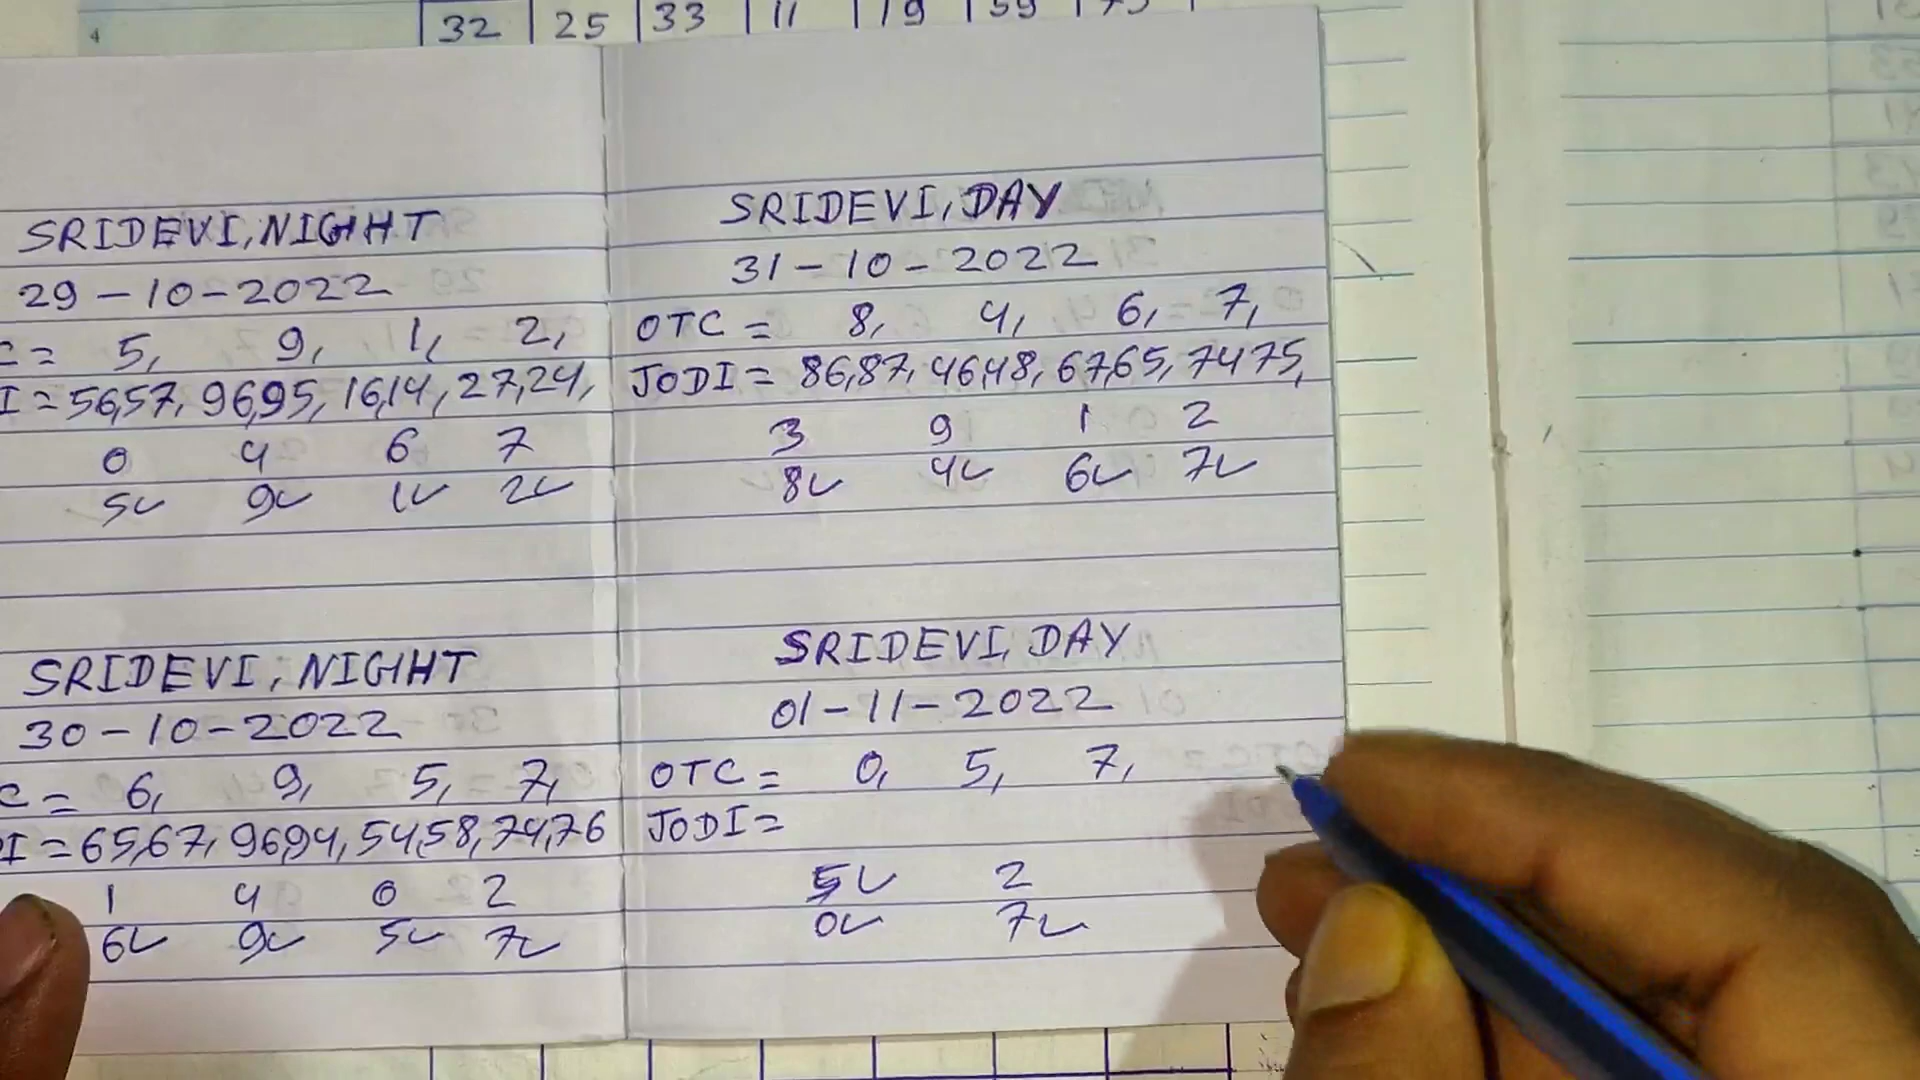 4
32 25 33 11 19 59 75
SRIDEVI, NIGHT
29-10-2022
C= 5, 9, 1, 2,
I=56,57, 96,95, 16,14, 27,24,
0 4 6 7
5✓ 9✓ 1✓ 2✓
SRIDEVI, NIGHT
30-10-2022
C= 6, 9, 5, 7,
DI=65,67, 96,94, 54,58, 74,76
1 4 0 2
6✓ 9✓ 5✓ 7✓
SRIDEVI, DAY
31-10-2022
OTC= 8, 4, 6, 7,
JODI= 86,87, 46,48, 67,65, 74 75,
3 9 1 2
8✓ 4✓ 6✓ 7✓
SRIDEVI, DAY
01-11-2022
OTC= 0, 5, 7,
JODI=
5✓ 2
0✓ 7✓